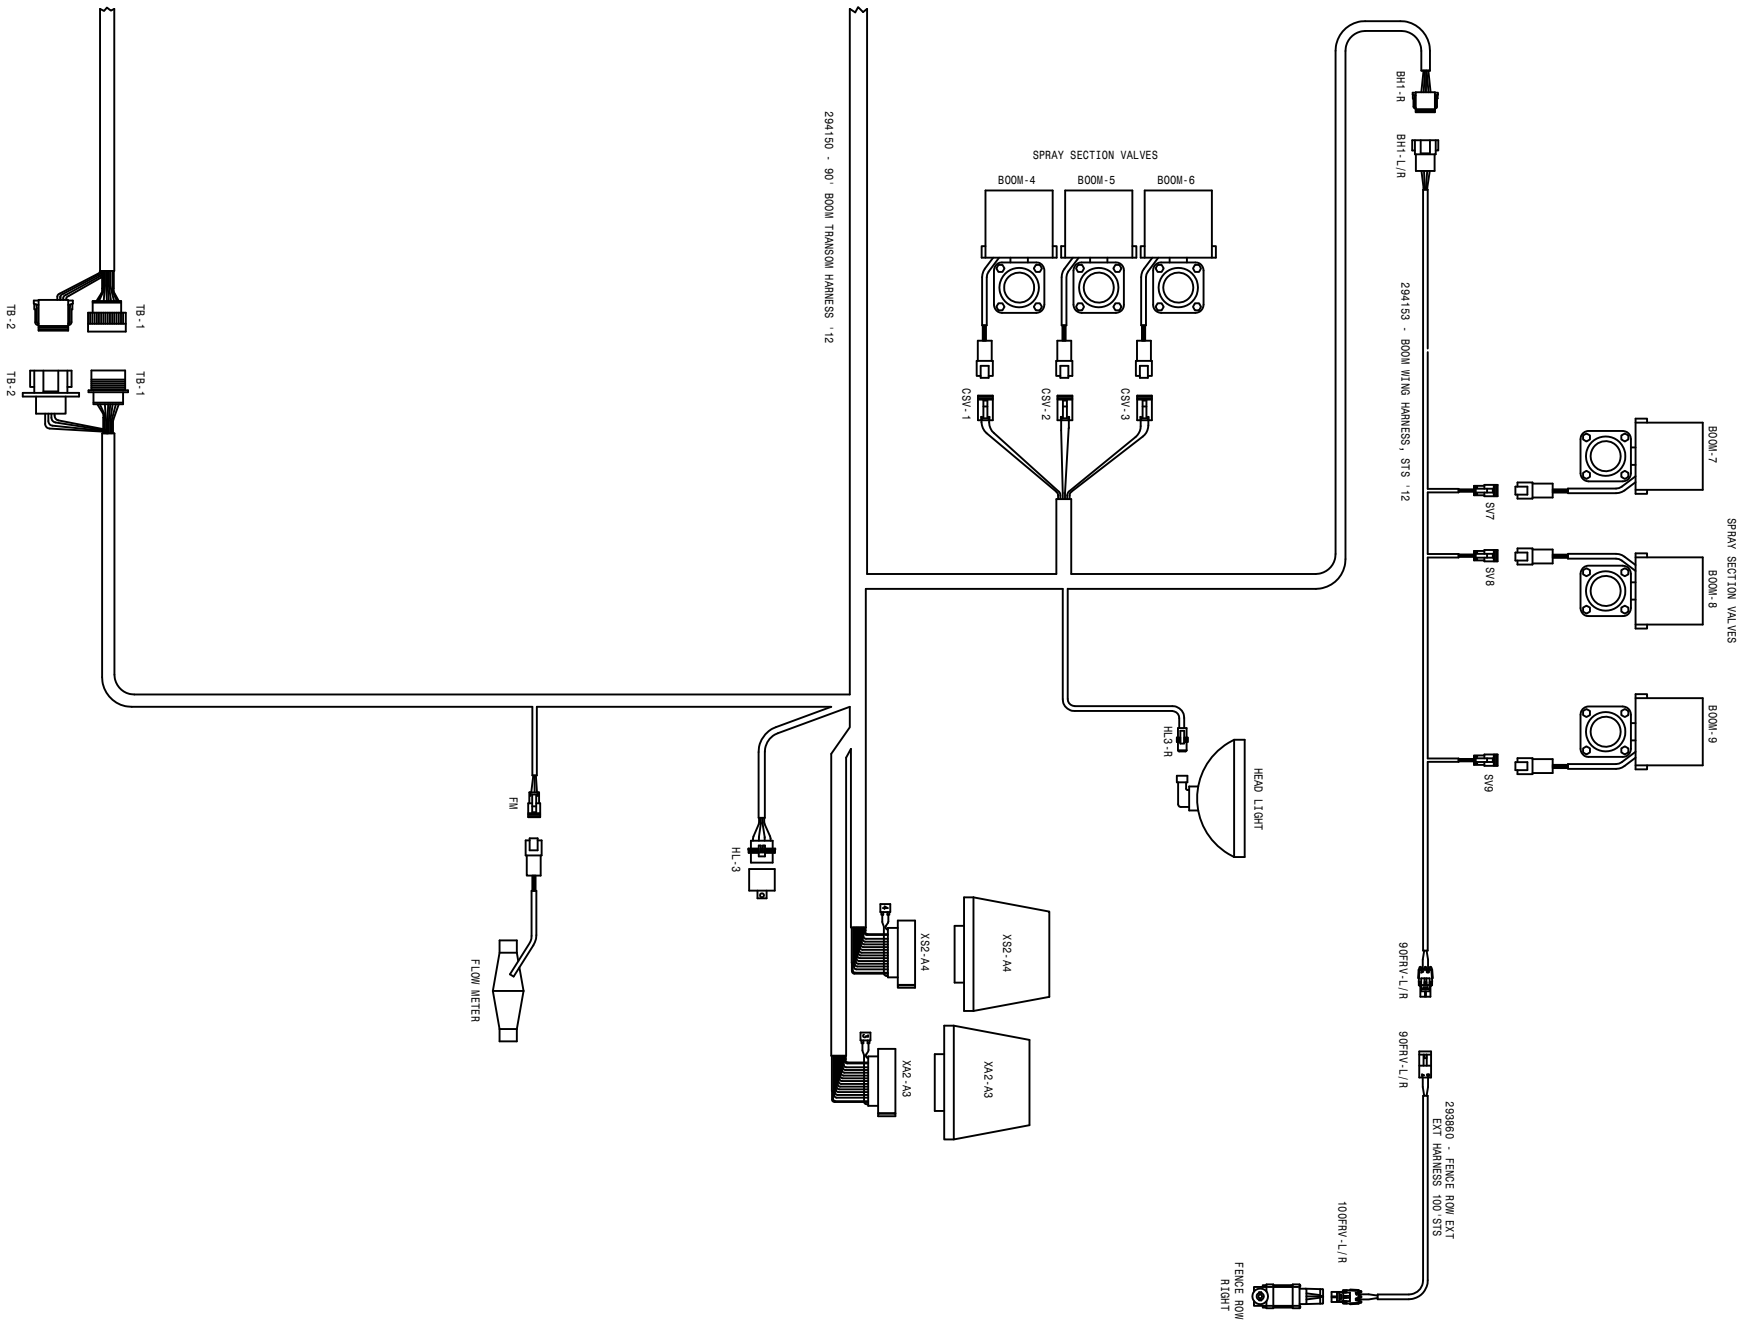 BH1-R
BH1-L/R
294150 - 90' BOOM TRANSOM HARNESS '12
SPRAY SECTION VALVES
BOOM-4
BOOM-5
BOOM-6
CSV-1
CSV-2
CSV-3
294153 - BOOM WING HARNESS, STS '12
SPRAY SECTION VALVES
BOOM-7
BOOM-8
BOOM-9
SV7
SV8
SV9
TB-1
TB-2
TB-1
TB-2
HL3-R
HEAD LIGHT
FM
FLOW METER
HL-3
4
XS2-A4
XS2-A4
3
XA2-A3
XA2-A3
90FRV-L/R
90FRV-L/R
293860 - FENCE ROW EXT
EXT HARNESS 100'STS
100FRV-L/R
FENCE ROW
RIGHT